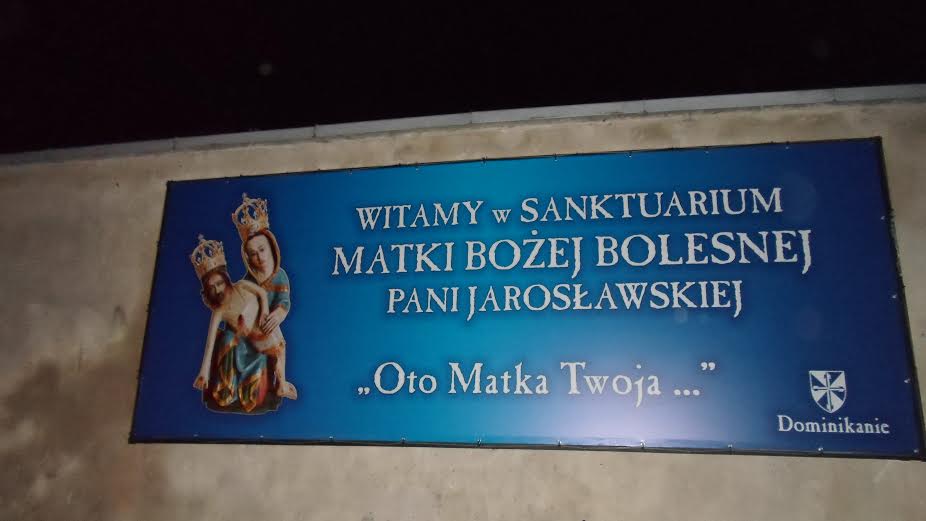 WITAMY w SANKTUARIUM
MATKI BOŻEJ BOLESNEJ
PANI JAROSŁAWSKIEJ
„Oto Matka Twoja ..."
Dominikanie